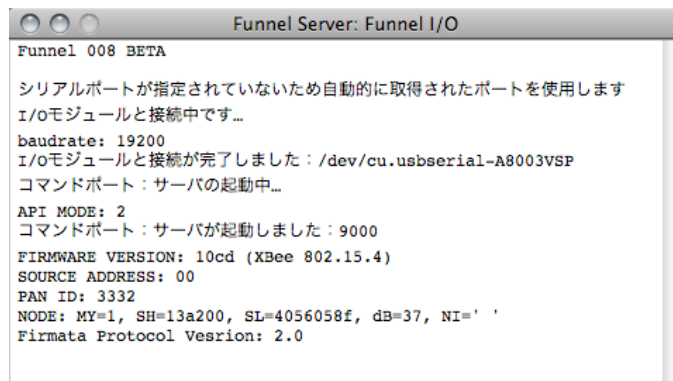 Funnel Server: Funnel I/O
Funnel 008 BETA
シリアルポートが指定されていないため自動的に取得されたポートを使用します
I/Oモジュールと接続中です…
baudrate: 19200
I/Oモジュールと接続が完了しました：/dev/cu.usbserial-A8003VSP
コマンドポート：サーバの起動中…
API MODE: 2
コマンドポート：サーバが起動しました：9000
FIRMWARE VERSION: 10cd (XBee 802.15.4)
SOURCE ADDRESS: 00
PAN ID: 3332
NODE: MY=1, SH=13a200, SL=4056058f, dB=37, NI=' '
Firmata Protocol Vesrion: 2.0